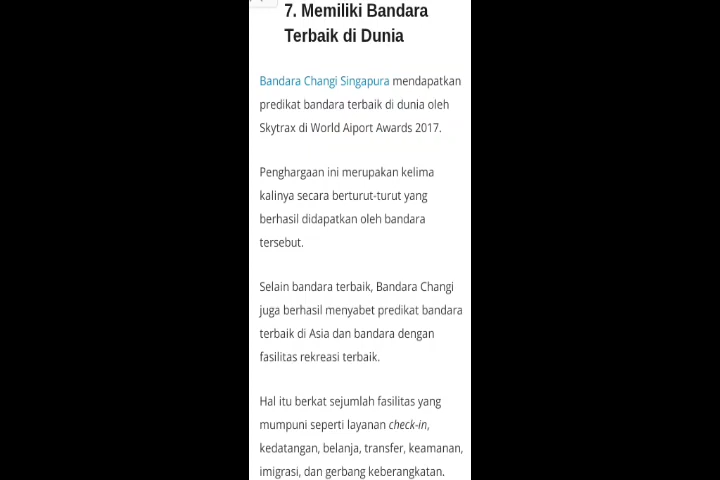 7. Memiliki Bandara
Terbaik di Dunia
Bandara Changi Singapura mendapatkan
predikat bandara terbaik di dunia oleh
Skytrax di World Aiport Awards 2017.
Penghargaan ini merupakan kelima
kalinya secara berturut-turut yang
berhasil didapatkan oleh bandara
tersebut.
Selain bandara terbaik, Bandara Changi
juga berhasil menyabet predikat bandara
terbaik di Asia dan bandara dengan
fasilitas rekreasi terbaik.
Hal itu berkat sejumlah fasilitas yang
mumpuni seperti layanan check-in,
kedatangan, belanja, transfer, keamanan,
imigrasi, dan gerbang keberangkatan.